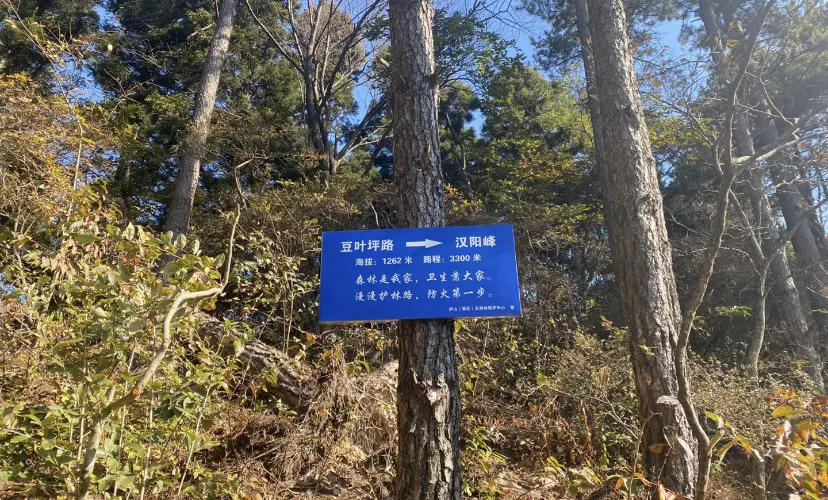 豆叶坪路 → 汉阳峰
海拔：1262 米 路程：3300 米
森林是我家，卫生靠大家。
漫漫护林路，防火第一步。